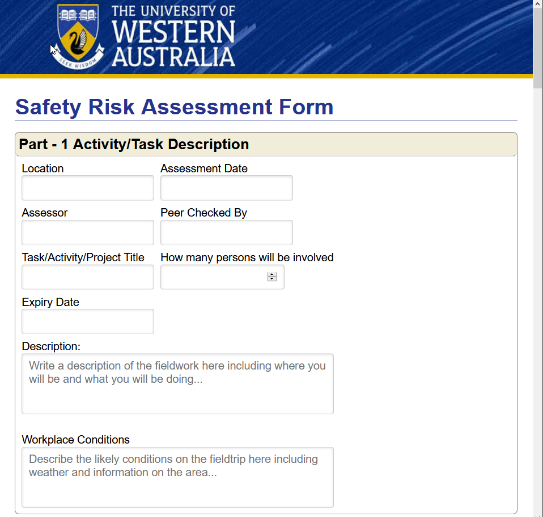 THE UNIVERSITY OF
WESTERN
AUSTRALIA
SEEK WISDOM
Safety Risk Assessment Form
Part - 1 Activity/Task Description
Location Assessment Date
Assessor Peer Checked By
Task/Activity/Project Title How many persons will be involved
Expiry Date
Description:
Write a description of the fieldwork here including where you
will be and what you will be doing...
Workplace Conditions
Describe the likely conditions on the fieldtrip here including
weather and information on the area...